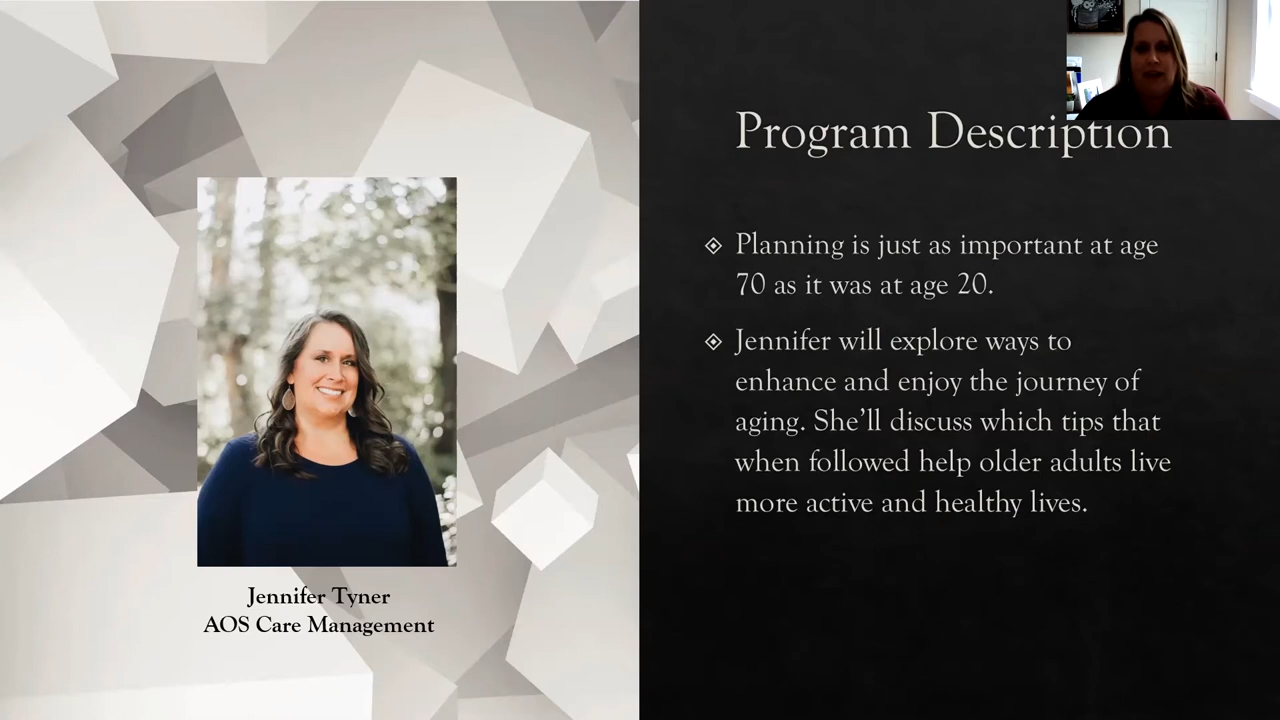 Program Description
Planning is just as important at age
70 as it was at age 20.
Jennifer will explore ways to
enhance and enjoy the journey of
aging. She'll discuss which tips that
when followed help older adults live
more active and healthy lives.
Jennifer Tyner
AOS Care Management